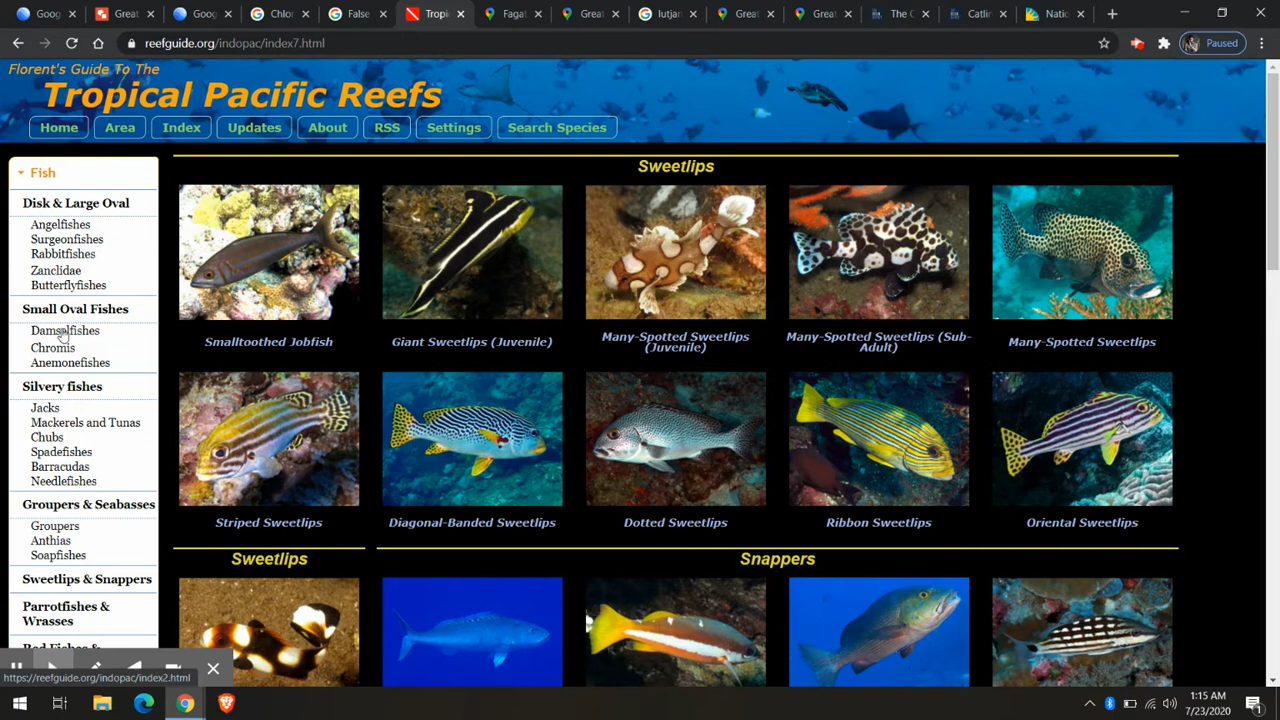 Goog
Great
Goog
Chlor
False
Tropi
Fagat
Great
lutjan
Great
Great
The C
Catlin
Natio
reefguide.org/indopac/index7.html
Paused
Florent's Guide To The
Tropical Pacific Reefs
Home
Area
Index
Updates
About
RSS
Settings
Search Species
Fish
Disk & Large Oval
Angelfishes
Surgeonfishes
Rabbitfishes
Zanclidae
Butterflyfishes
Small Oval Fishes
Damselfishes
Chromis
Anemonefishes
Silvery fishes
Jacks
Mackerels and Tunas
Chubs
Spadefishes
Barracudas
Needlefishes
Groupers & Seabasses
Groupers
Anthias
Soapfishes
Sweetlips & Snappers
Parrotfishes &
Wrasses
Red Fishes &
Sweetlips
Smalltoothed Jobfish
Giant Sweetlips (Juvenile)
Many-Spotted Sweetlips
(Juvenile)
Many-Spotted Sweetlips (Sub-
Adult)
Many-Spotted Sweetlips
Striped Sweetlips
Diagonal-Banded Sweetlips
Dotted Sweetlips
Ribbon Sweetlips
Oriental Sweetlips
Sweetlips
Snappers
https://reefguide.org/indopac/index2.html
1:15 AM
7/23/2020
1